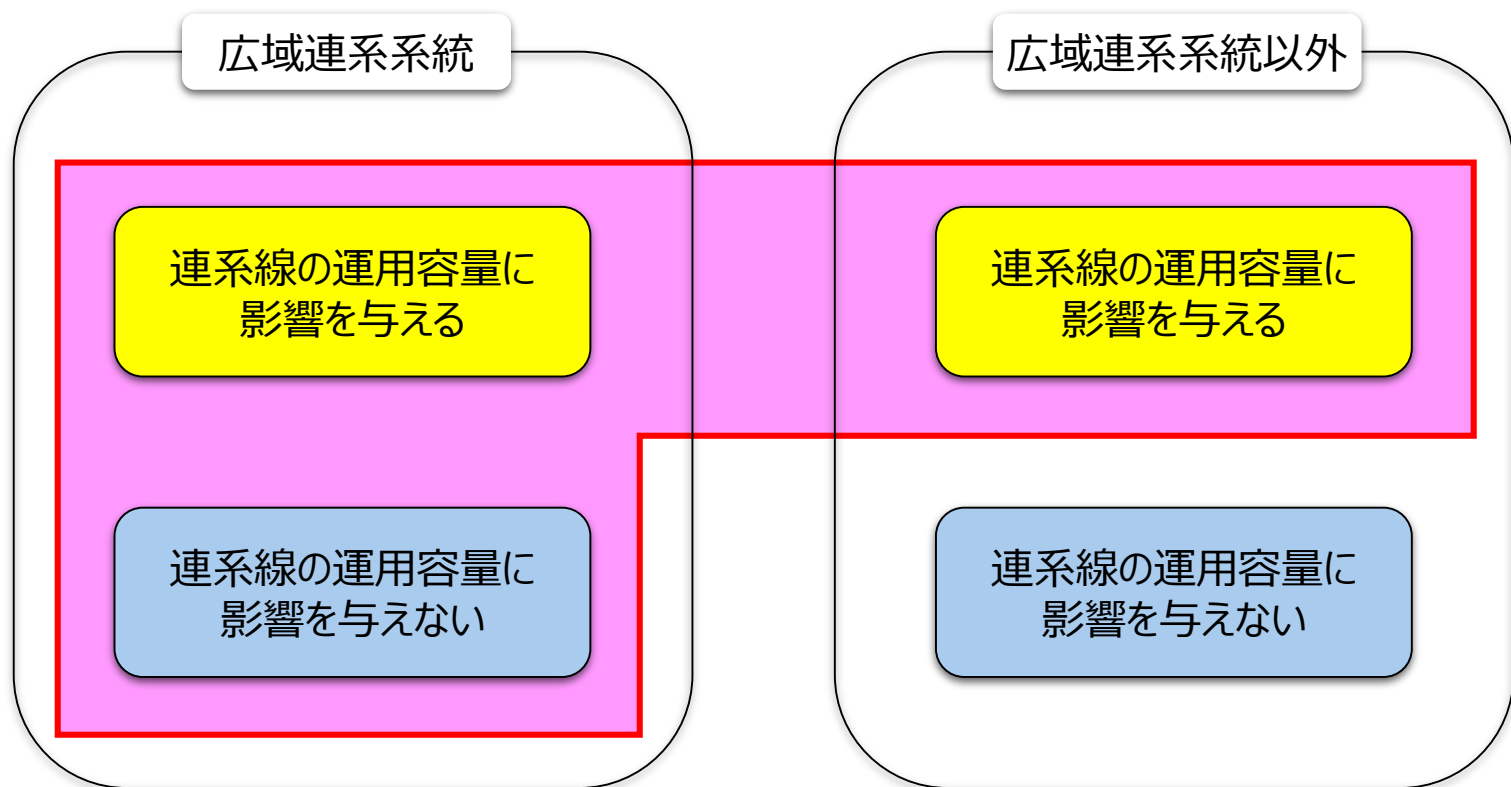 広域連系系統
広域連系系統以外
連系線の運用容量に
影響を与える
連系線の運用容量に
影響を与える
連系線の運用容量に
影響を与えない
連系線の運用容量に
影響を与えない